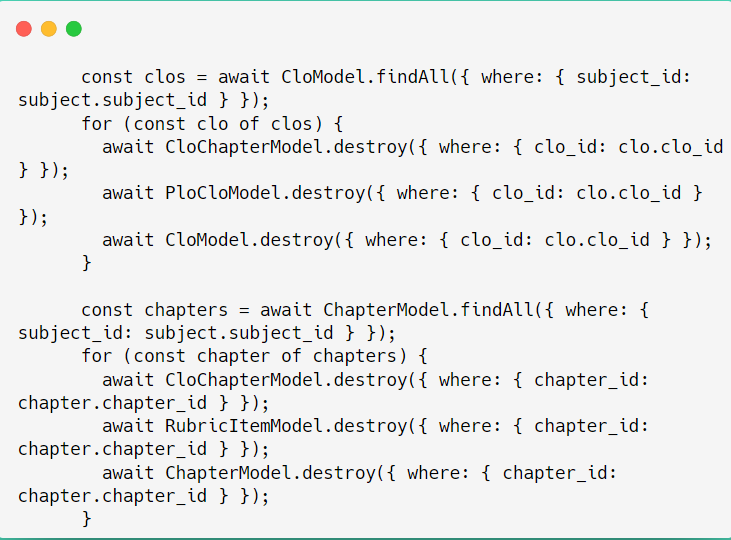 const clos = await CloModel.findAll({ where: { subject_id:
subject.subject_id } });
for (const clo of clos) {
await CloChapterModel.destroy({ where: { clo_id: clo.clo_id
} });
await PloCloModel.destroy({ where: { clo_id: clo.clo_id }
});
await CloModel.destroy({ where: { clo_id: clo.clo_id } });
}
const chapters = await ChapterModel.findAll({ where: {
subject_id: subject.subject_id } });
for (const chapter of chapters) {
await CloChapterModel.destroy({ where: { chapter_id:
chapter.chapter_id } });
await RubricItemModel.destroy({ where: { chapter_id:
chapter.chapter_id } });
await ChapterModel.destroy({ where: { chapter_id:
chapter.chapter_id } });
}